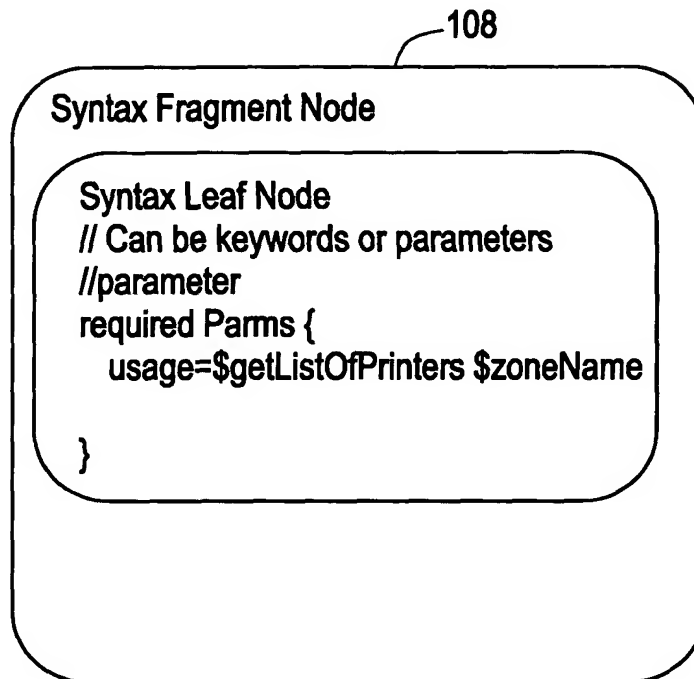 108
Syntax Fragment Node
Syntax Leaf Node
// Can be keywords or parameters
//parameter
required Parms {
usage=$getListOfPrinters $zoneName
}